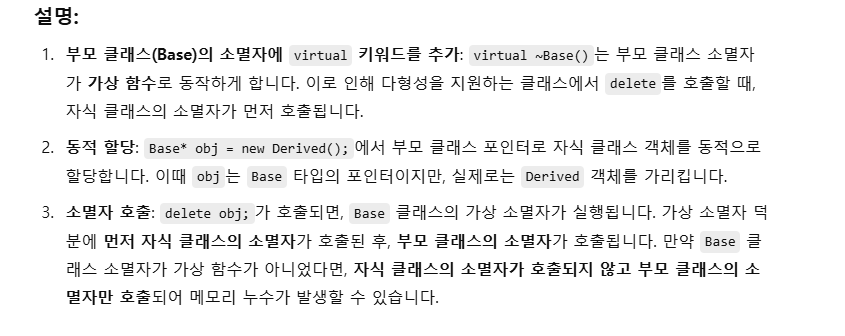 설명:
1. 부모 클래스(Base)의 소멸자에 virtual 키워드를 추가: virtual ~Base()는 부모 클래스 소멸자
가 가상 함수로 동작하게 합니다. 이로 인해 다형성을 지원하는 클래스에서 delete를 호출할 때,
자식 클래스의 소멸자가 먼저 호출됩니다.
2. 동적 할당: Base* obj = new Derived();에서 부모 클래스 포인터로 자식 클래스 객체를 동적으로
할당합니다. 이때 obj는 Base 타입의 포인터이지만, 실제로는 Derived 객체를 가리킵니다.
3. 소멸자 호출: delete obj;가 호출되면, Base 클래스의 가상 소멸자가 실행됩니다. 가상 소멸자 덕
분에 먼저 자식 클래스의 소멸자가 호출된 후, 부모 클래스의 소멸자가 호출됩니다. 만약 Base 클
래스 소멸자가 가상 함수가 아니었다면, 자식 클래스의 소멸자가 호출되지 않고 부모 클래스의 소
멸자만 호출되어 메모리 누수가 발생할 수 있습니다.